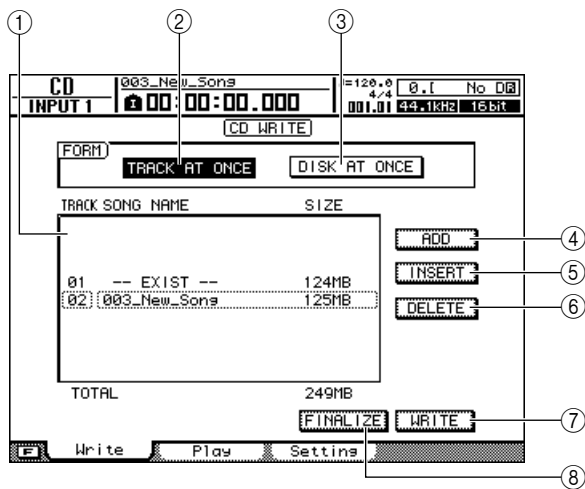 ① ② ③
CD 003_New_Song =120.0 0.[ No D
4/4
INPUT 1 00:00:00.000 001.01 44.1kHz 16bit
CD WRITE
FORM
TRACK AT ONCE DISK AT ONCE
TRACK SONG NAME SIZE
ADD ④
INSERT ⑤
01 -- EXIST -- 124MB
02 003_New_Song 125MB
DELETE ⑥
TOTAL 249MB
FINALIZE WRITE ⑦
F Write Play Setting
⑧